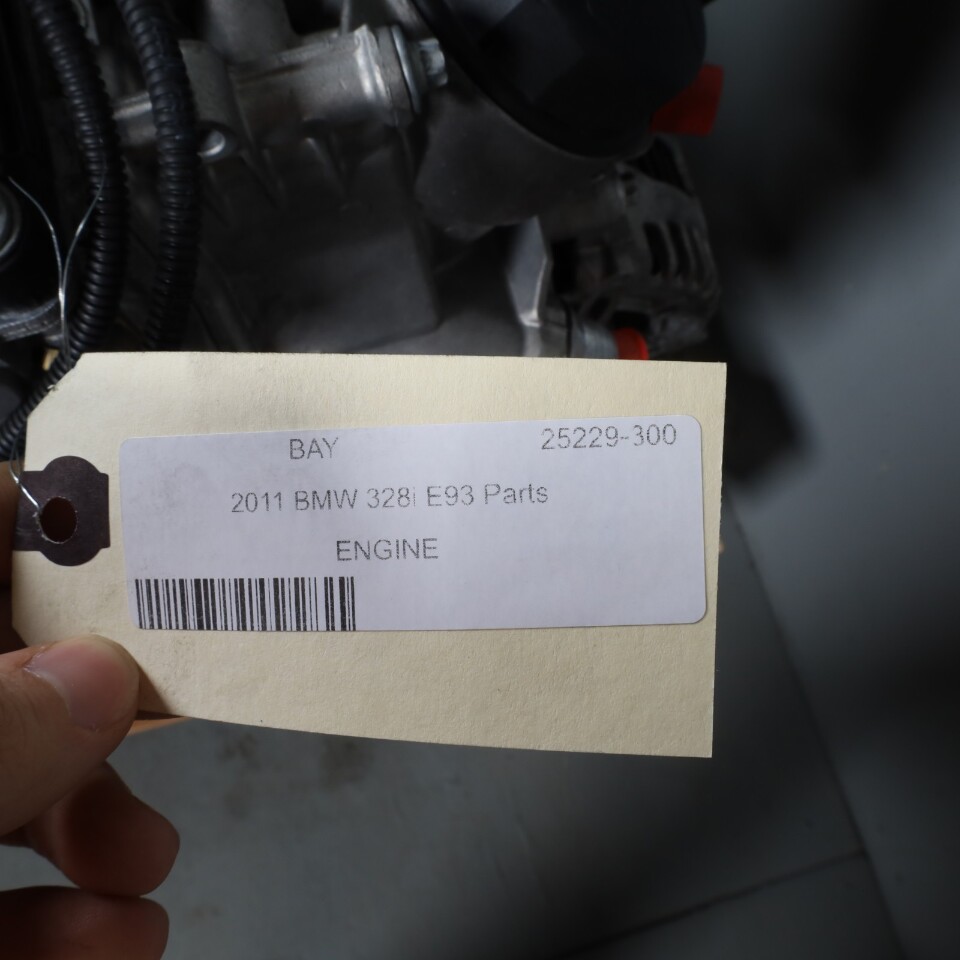 BAY 25229-300
2011 BMW 328i E93 Parts
ENGINE